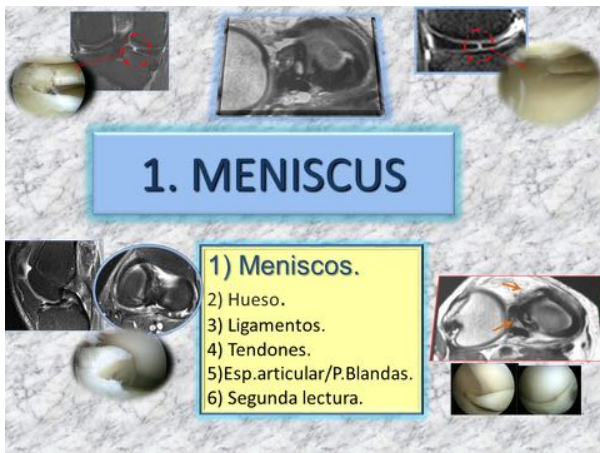 1. MENISCUS
1) Meniscos.
2) Hueso.
3) Ligamentos.
4) Tendones.
5)Esp.articular/P.Blandas.
6) Segunda lectura.